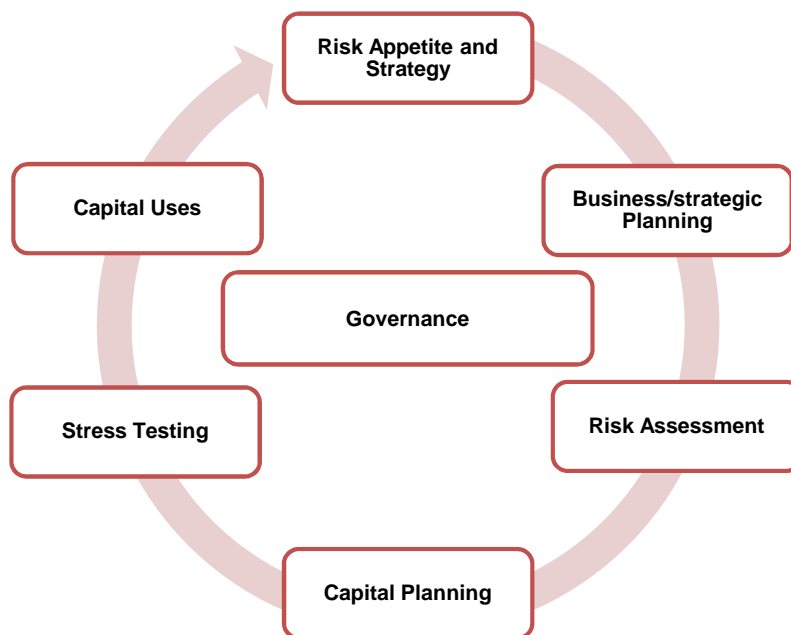 Risk Appetite and
Strategy
Capital Uses
Business/strategic
Planning
Governance
Stress Testing
Risk Assessment
Capital Planning